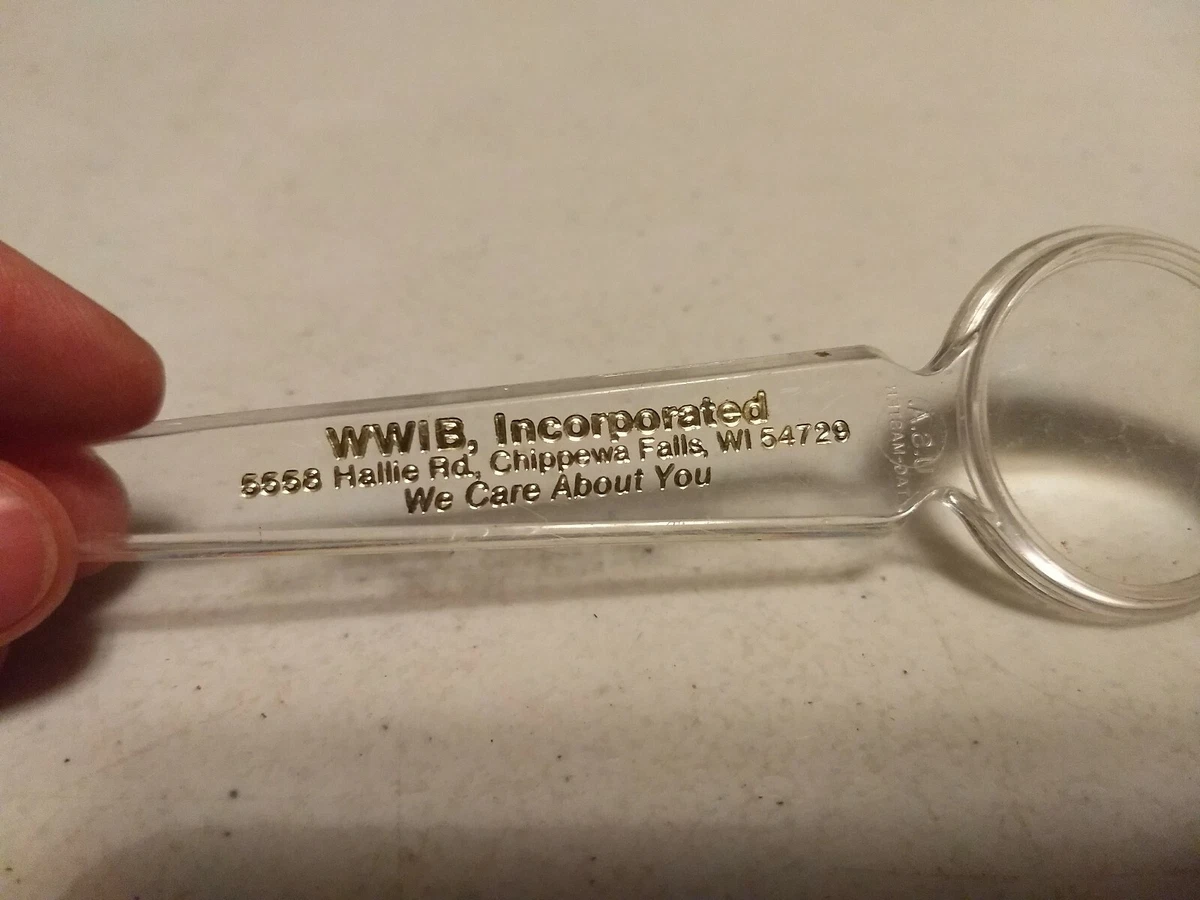 WWIB, Incorporated
5558 Hallie Rd., Chippewa Falls, WI 54729
We Care About You